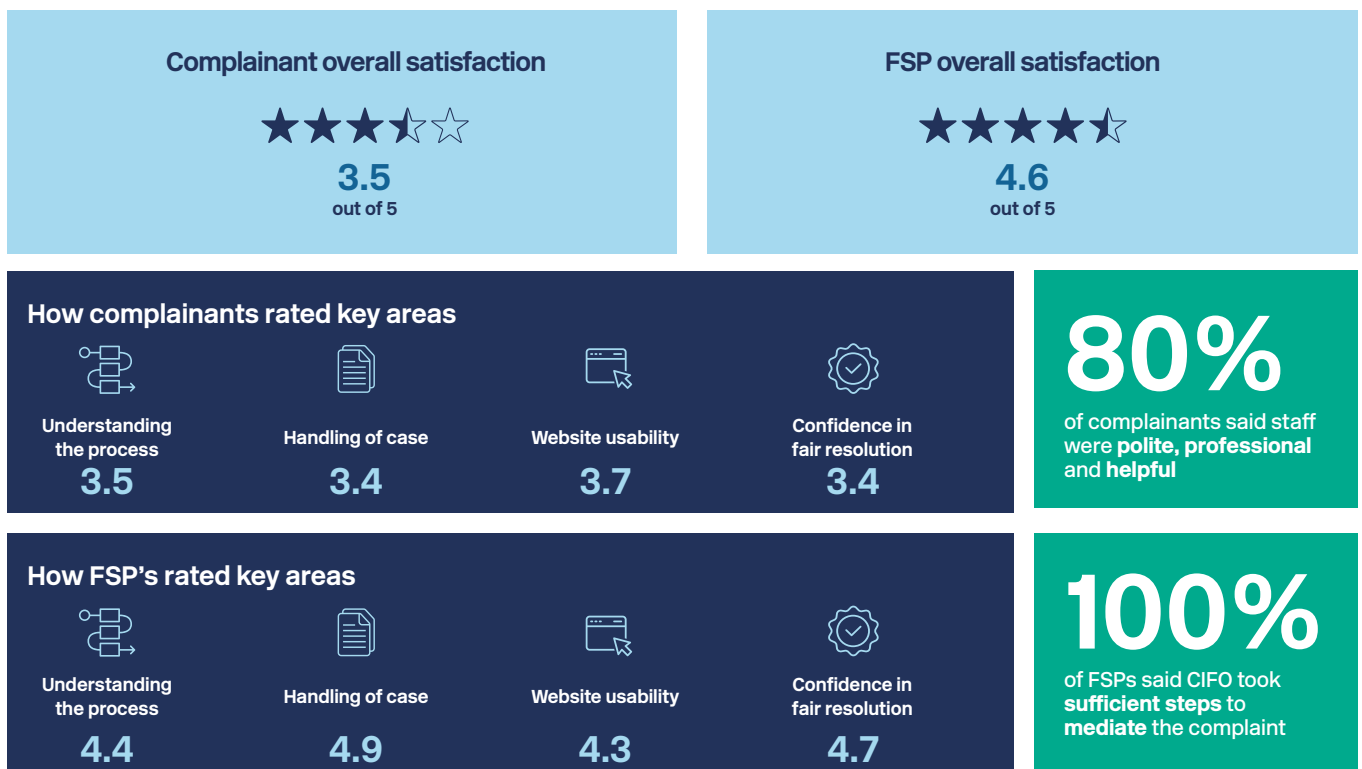 Complainant overall satisfaction
3.5
out of 5
FSP overall satisfaction
4.6
out of 5
How complainants rated key areas
Understanding
the process
3.5
Handling of case
3.4
Website usability
3.7
Confidence in
fair resolution
3.4
80%
of complainants said staff
were polite, professional
and helpful
How FSP’s rated key areas
Understanding
the process
4.4
Handling of case
4.9
Website usability
4.3
Confidence in
fair resolution
4.7
100%
of FSPs said CIFO took
sufficient steps to
mediate the complaint